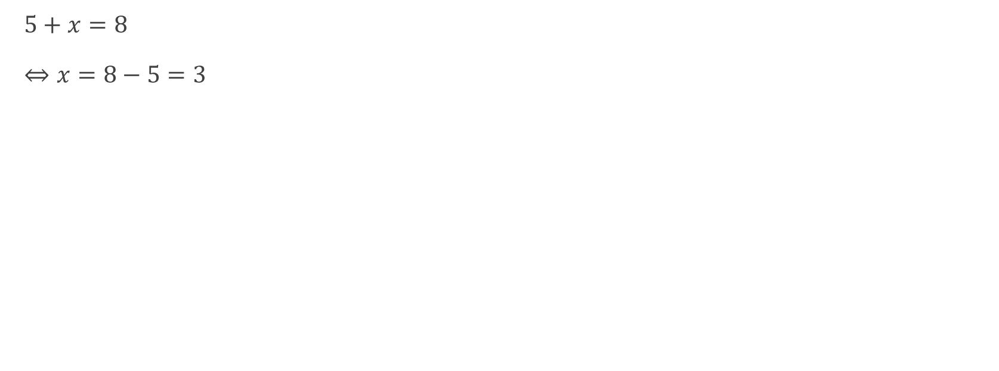 5 + x = 8
⇔ x = 8 − 5 = 3